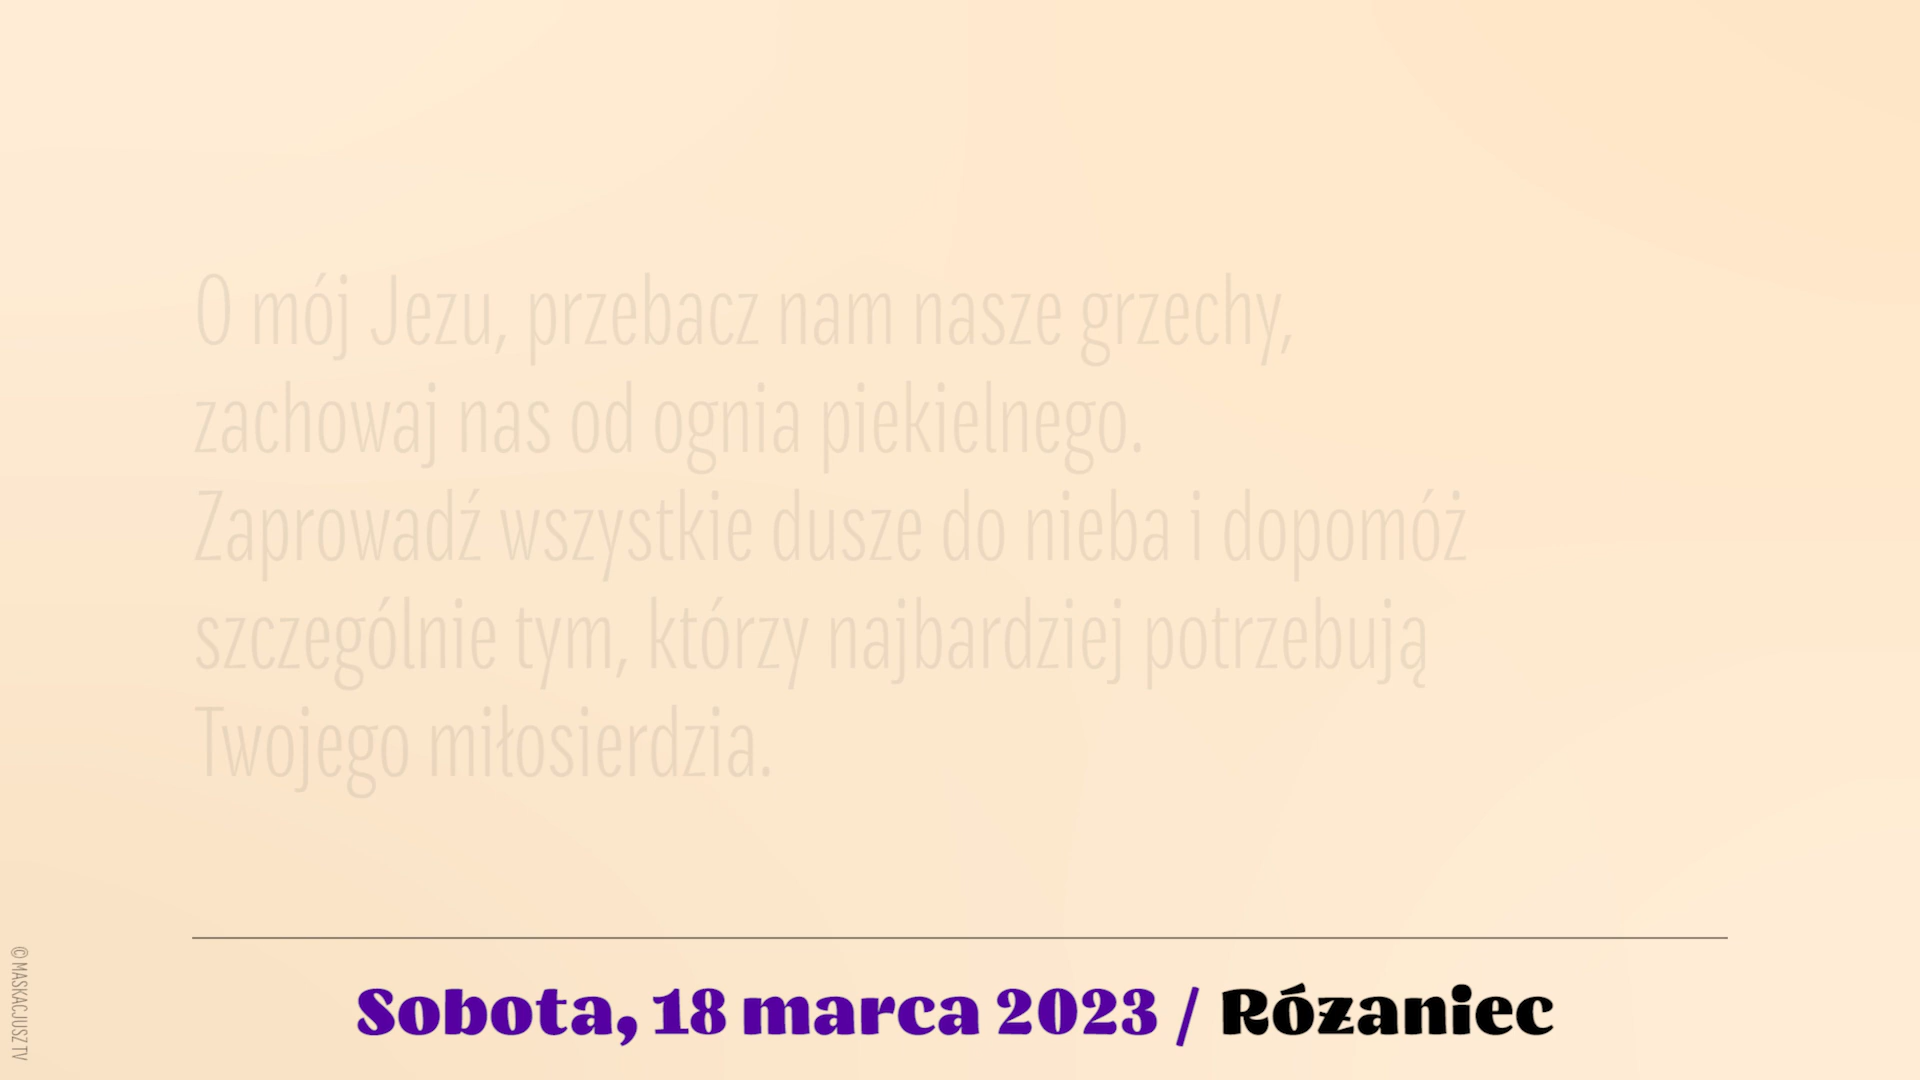 O mój Jezu, przebacz nam nasze grzechy,
zachowaj nas od ognia piekielnego.
Zaprowadź wszystkie dusze do nieba i dopomóż
szczególnie tym, którzy najbardziej potrzebują
Twojego miłosierdzia.
Sobota, 18 marca 2023 / Różaniec
© MASKACJUSZ TV